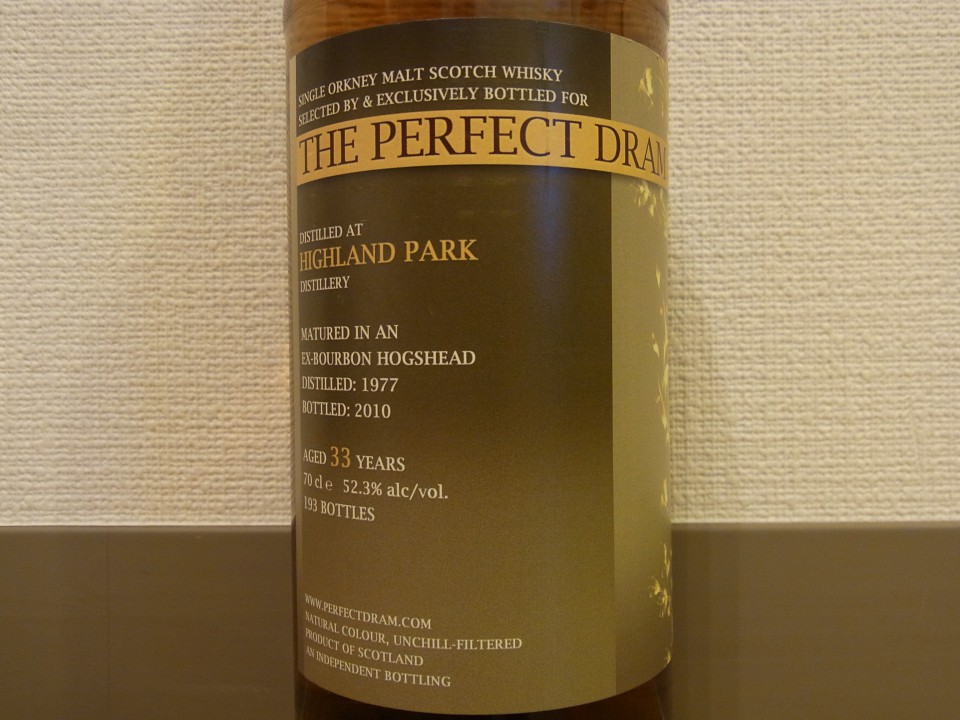 SINGLE ORKNEY MALT SCOTCH WHISKY
SELECTED BY & EXCLUSIVELY BOTTLED FOR
THE PERFECT DRAM
DISTILLED AT
HIGHLAND PARK
DISTILLERY
MATURED IN AN
EX-BOURBON HOGSHEAD
DISTILLED: 1977
BOTTLED: 2010
AGED 33 YEARS
70 cl e 52.3% alc/vol.
193 BOTTLES
WWW.PERFECTDRAM.COM
NATURAL COLOUR, UNCHILL-FILTERED
PRODUCT OF SCOTLAND
AN INDEPENDENT BOTTLING